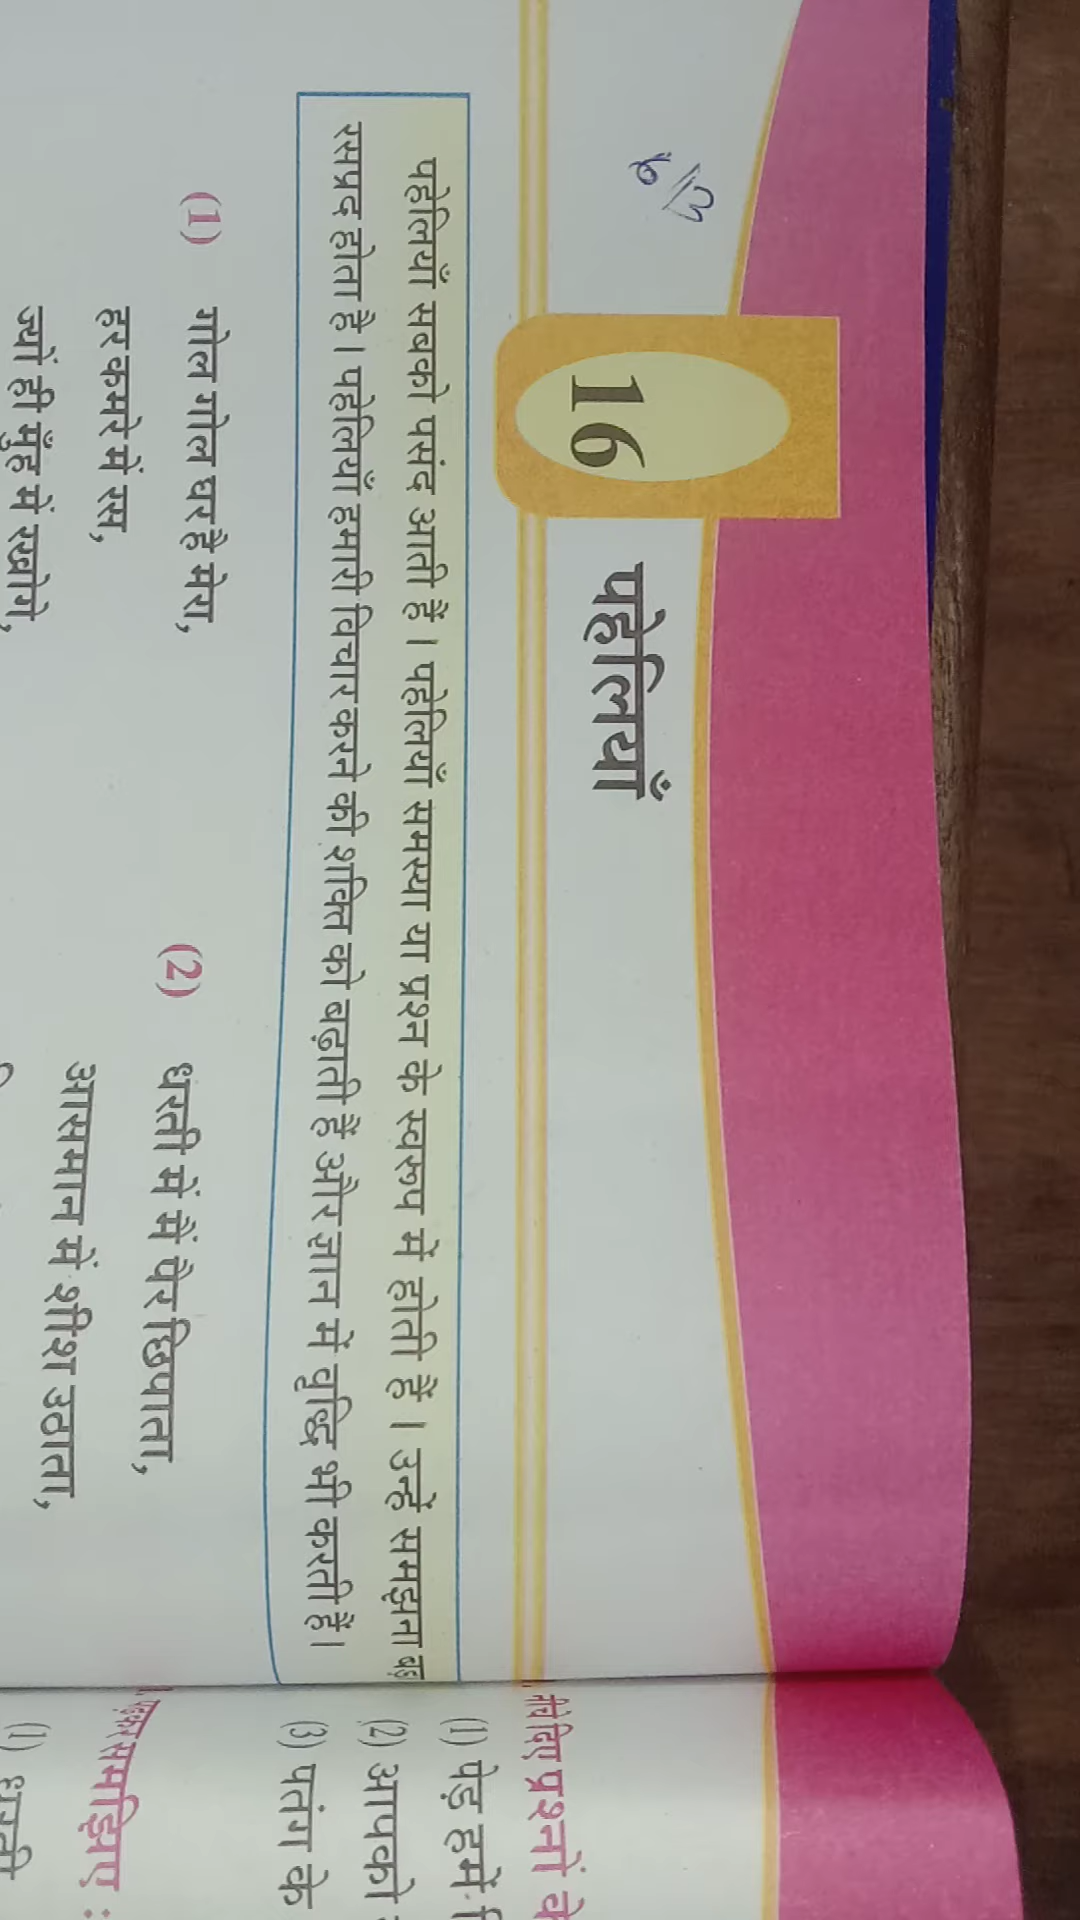 16
पहेलियाँ
पहेलियाँ सबको पसंद आती हैं। पहेलियाँ समस्या या प्रश्न के स्वरूप में होती हैं। उन्हें समझना
रसप्रद होता है। पहेलियाँ हमारी विचार करने की शक्ति को बढ़ाती हैं और ज्ञान में वृद्धि भी करती हैं।
(1) गोल गोल घर है मेरा,
हर कमरे में रस,
ज्यों ही मुँह में रखोगे,
(2) धरती में मैं पैर छिपाता,
आसमान में शीश उठाता,
नीचे दिए प्रश्नों के
(1) पेड़ हमें
(2) आपको
(3) पतंग के
समझिए :
(1) धरती